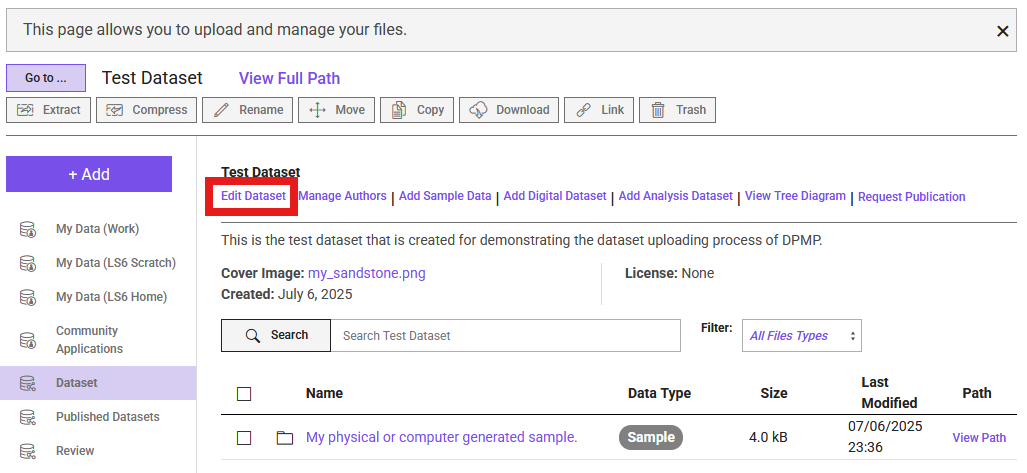 This page allows you to upload and manage your files. ×
Go to ... Test Dataset View Full Path
Extract Compress Rename Move Copy Download Link Trash
+ Add
My Data (Work)
My Data (LS6 Scratch)
My Data (LS6 Home)
Community
Applications
Dataset
Published Datasets
Review
Test Dataset
Edit Dataset Manage Authors | Add Sample Data | Add Digital Dataset | Add Analysis Dataset | View Tree Diagram | Request Publication
This is the test dataset that is created for demonstrating the dataset uploading process of DPMP.
Cover Image: my_sandstone.png
Created: July 6, 2025
License: None
Search Search Test Dataset Filter: All Files Types
Name Data Type Size Last Modified Path
My physical or computer generated sample. Sample 4.0 kB 07/06/2025 23:36 View Path